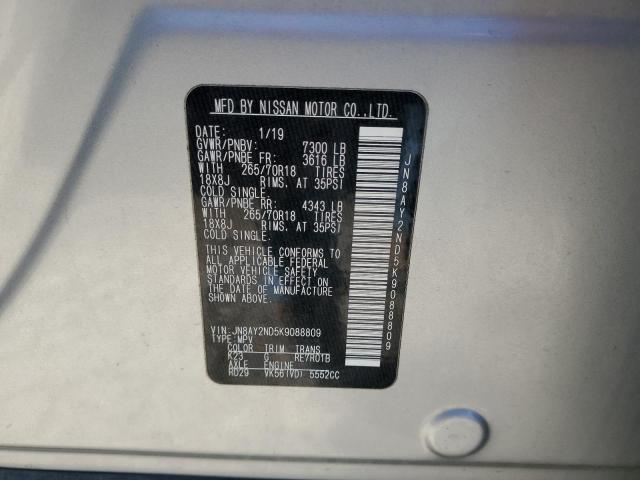 MFD BY NISSAN MOTOR CO.,LTD.
DATE: 1/19
GVWR/PNBV: 7300 LB
GAWR/PNBE FR: 3616 LB
WITH 265/70R18 TIRES
18X8J RIMS. AT 35PSI
COLD SINGLE.
GAWR/PNBE RR: 4343 LB
WITH 265/70R18 TIRES
18X8J RIMS. AT 35PSI
COLD SINGLE.
THIS VEHICLE CONFORMS TO
ALL APPLICABLE FEDERAL
MOTOR VEHICLE SAFETY
STANDARDS IN EFFECT ON
THE DATE OF MANUFACTURE
SHOWN ABOVE.
VIN:JN8AY2ND5K9088809
TYPE:MPV
COLOR TRIM TRANS
K23 G RE7R01B
AXLE ENGINE
RD29 VK56(VD) 5552CC
JN8AY2ND5K9088809